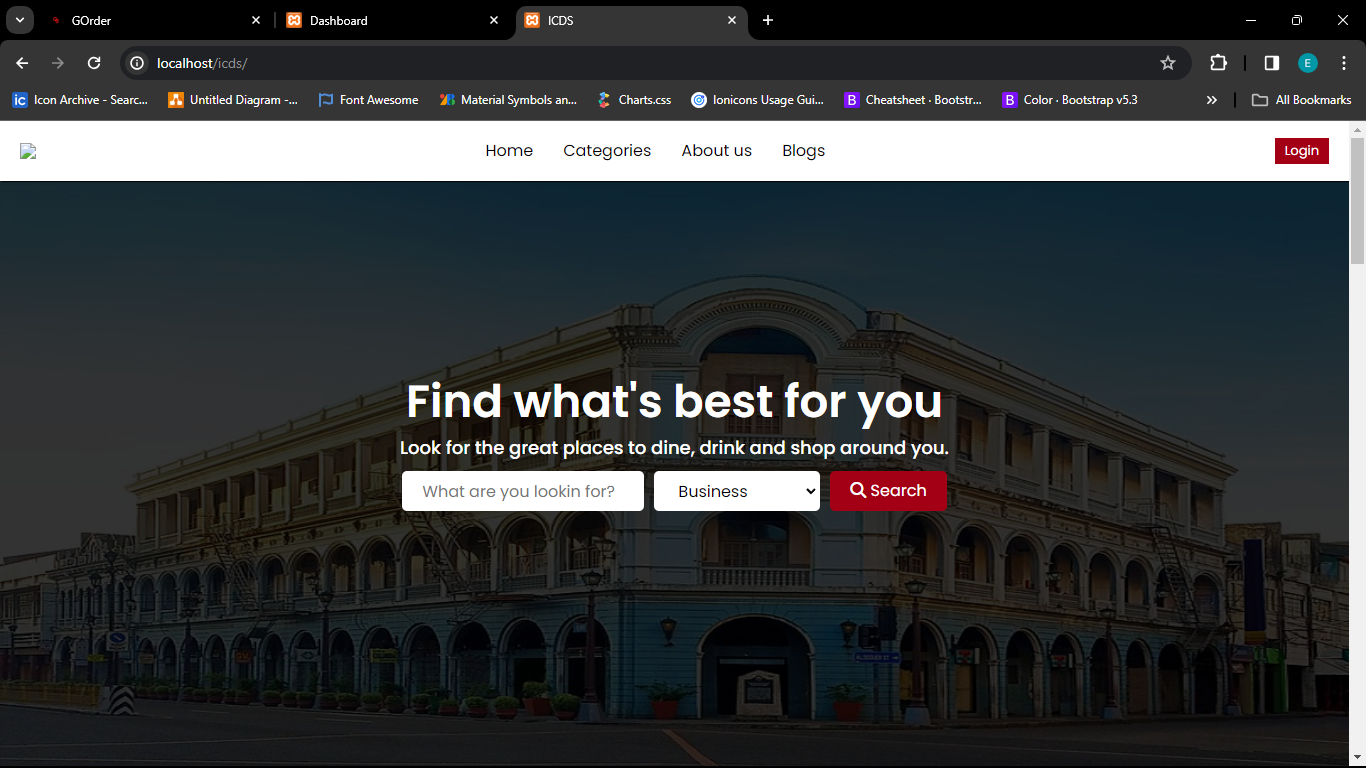 GOrder
Dashboard
ICDS
localhost/icds/
E
Icon Archive - Searc...
Untitled Diagram -...
Font Awesome
Material Symbols an...
Charts.css
Ionicons Usage Gui...
Cheatsheet · Bootstr...
Color · Bootstrap v5.3
All Bookmarks
Home
Categories
About us
Blogs
Login
Find what's best for you
Look for the great places to dine, drink and shop around you.
What are you lookin for?
Business
Search